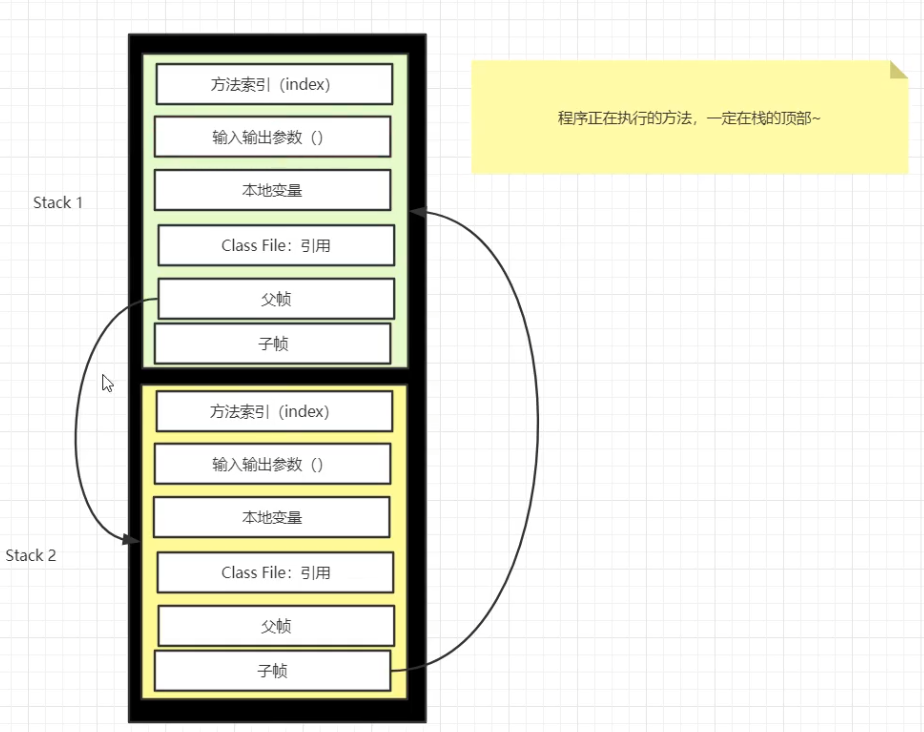 方法索引（index）
输入输出参数（）
本地变量
Class File：引用
父帧
子帧
Stack 1
程序正在执行的方法，一定在栈的顶部~
方法索引（index）
输入输出参数（）
本地变量
Class File：引用
父帧
子帧
Stack 2